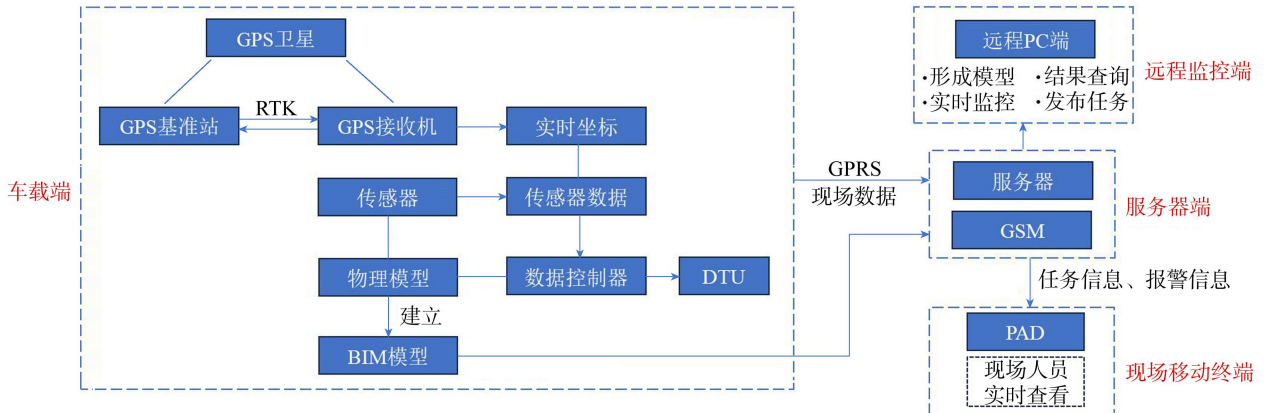 车载端
GPS卫星
GPS基准站
RTK
GPS接收机
实时坐标
传感器
传感器数据
物理模型
数据控制器
DTU
建立
BIM模型
GPRS
现场数据
远程PC端
·形成模型 ·结果查询
·实时监控 ·发布任务
远程监控端
服务器
GSM
服务器端
任务信息、报警信息
PAD
现场人员
实时查看
现场移动终端